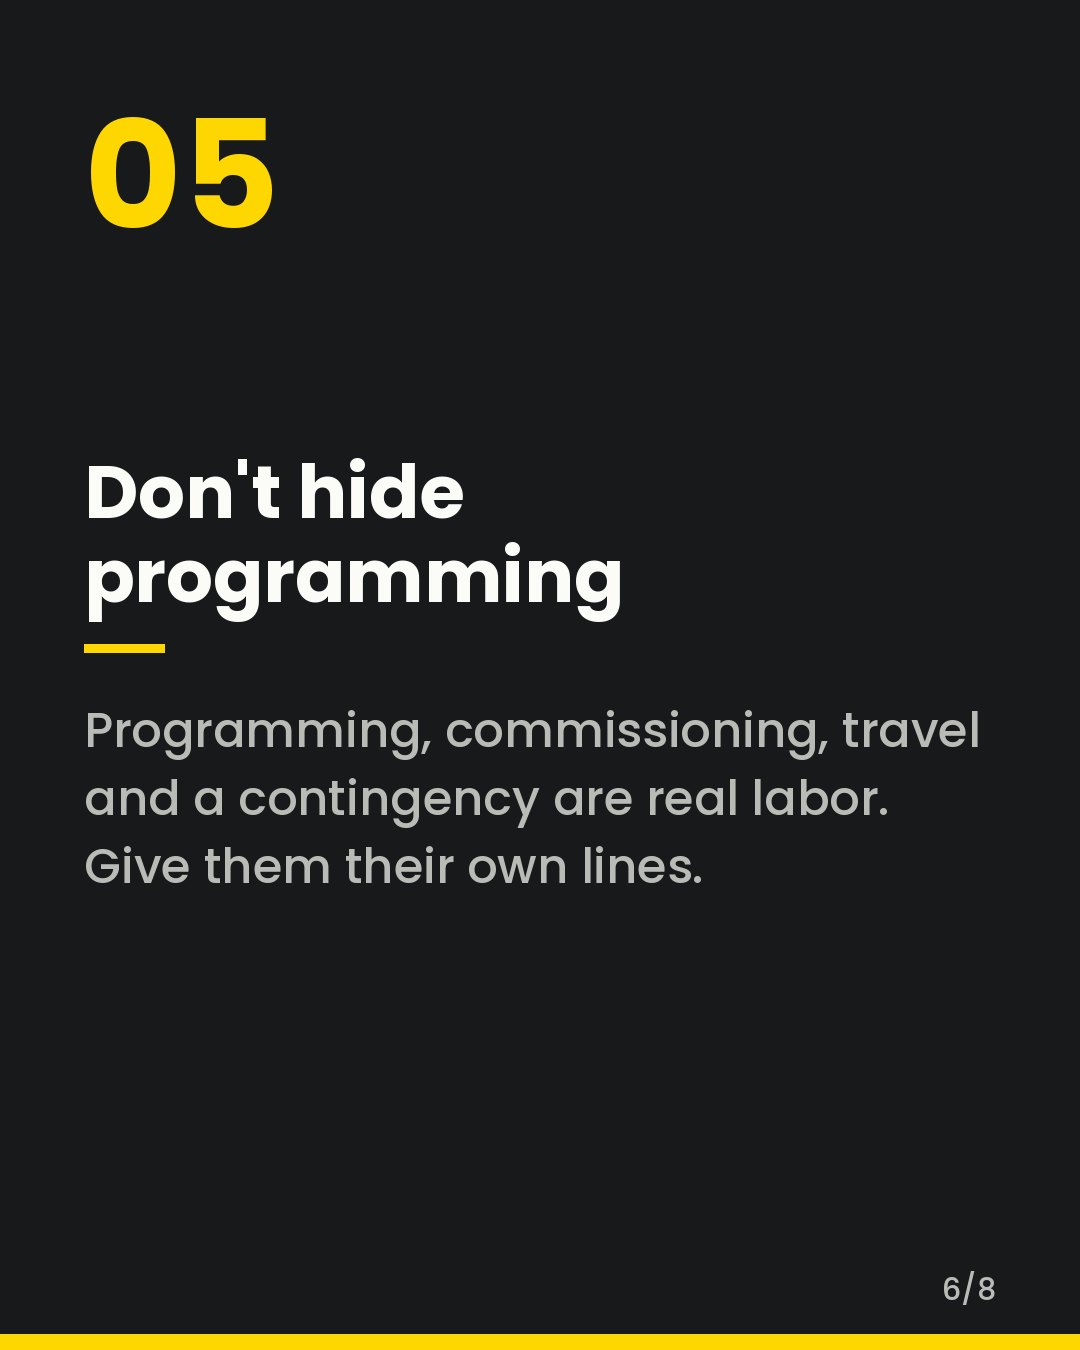 05
Don't hide
programming
Programming, commissioning, travel
and a contingency are real labor.
Give them their own lines.
6/8